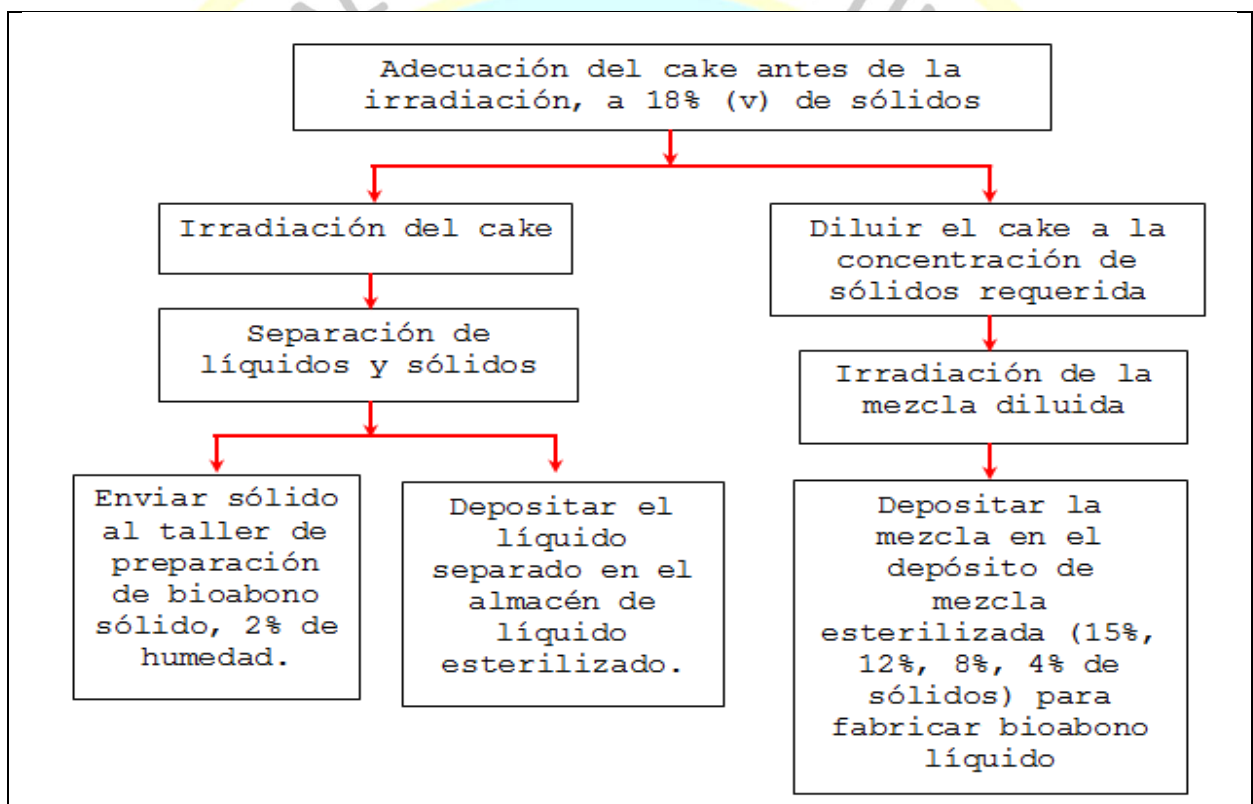 Adecuación del cake antes de la
irradiación, a 18% (v) de sólidos
Irradiación del cake
Separación de
líquidos y sólidos
Enviar sólido
al taller de
preparación
de bioabono
sólido, 2% de
humedad.
Depositar el
líquido
separado en el
almacén de
líquido
esterilizado.
Diluir el cake a la
concentración de
sólidos requerida
Irradiación de la
mezcla diluida
Depositar la
mezcla en el
depósito de
mezcla
esterilizada (15%,
12%, 8%, 4% de
sólidos) para
fabricar bioabono
líquido